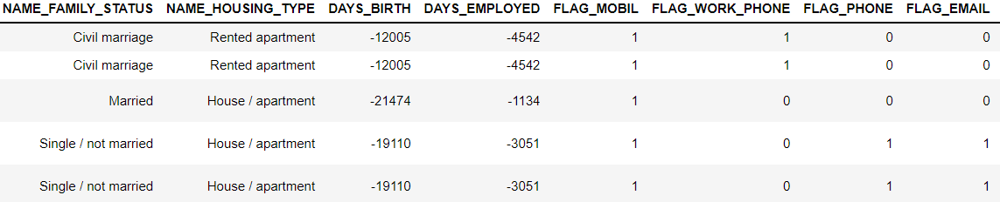 NAME_FAMILY_STATUS NAME_HOUSING_TYPE DAYS_BIRTH DAYS_EMPLOYED FLAG_MOBIL FLAG_WORK_PHONE FLAG_PHONE FLAG_EMAIL
Civil marriage Rented apartment -12005 -4542 1 1 0 0
Civil marriage Rented apartment -12005 -4542 1 1 0 0
Married House / apartment -21474 -1134 1 0 0 0
Single / not married House / apartment -19110 -3051 1 0 1 1
Single / not married House / apartment -19110 -3051 1 0 1 1